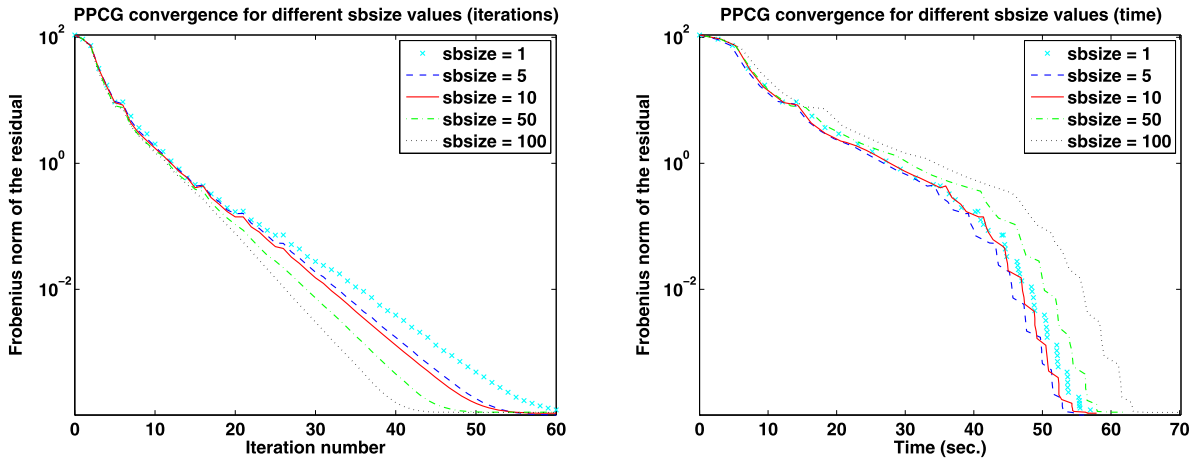 PPCG convergence for different sbsize values (iterations)
10^2
10^0
10^-2
Frobenius norm of the residual
sbsize = 1
sbsize = 5
sbsize = 10
sbsize = 50
sbsize = 100
0 10 20 30 40 50 60
Iteration number
PPCG convergence for different sbsize values (time)
10^2
10^0
10^-2
Frobenius norm of the residual
sbsize = 1
sbsize = 5
sbsize = 10
sbsize = 50
sbsize = 100
0 10 20 30 40 50 60 70
Time (sec.)